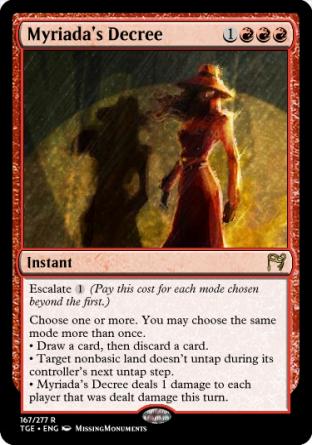 Myriada's Decree 1
Instant
Escalate 1 (Pay this cost for each mode chosen
beyond the first.)
Choose one or more. You may choose the same
mode more than once.
• Draw a card, then discard a card.
• Target nonbasic land doesn't untap during its
controller's next untap step.
• Myriada's Decree deals 1 damage to each
player that was dealt damage this turn.
167/277 R
TGE • ENG MissingMonuments